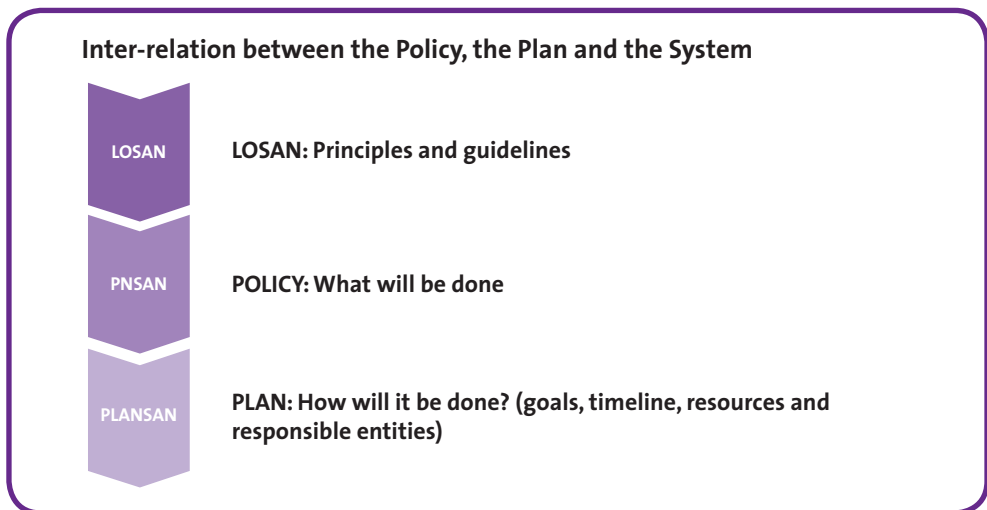 Inter-relation between the Policy, the Plan and the System
LOSAN
LOSAN: Principles and guidelines
PNSAN
POLICY: What will be done
PLANSAN
PLAN: How will it be done? (goals, timeline, resources and
responsible entities)